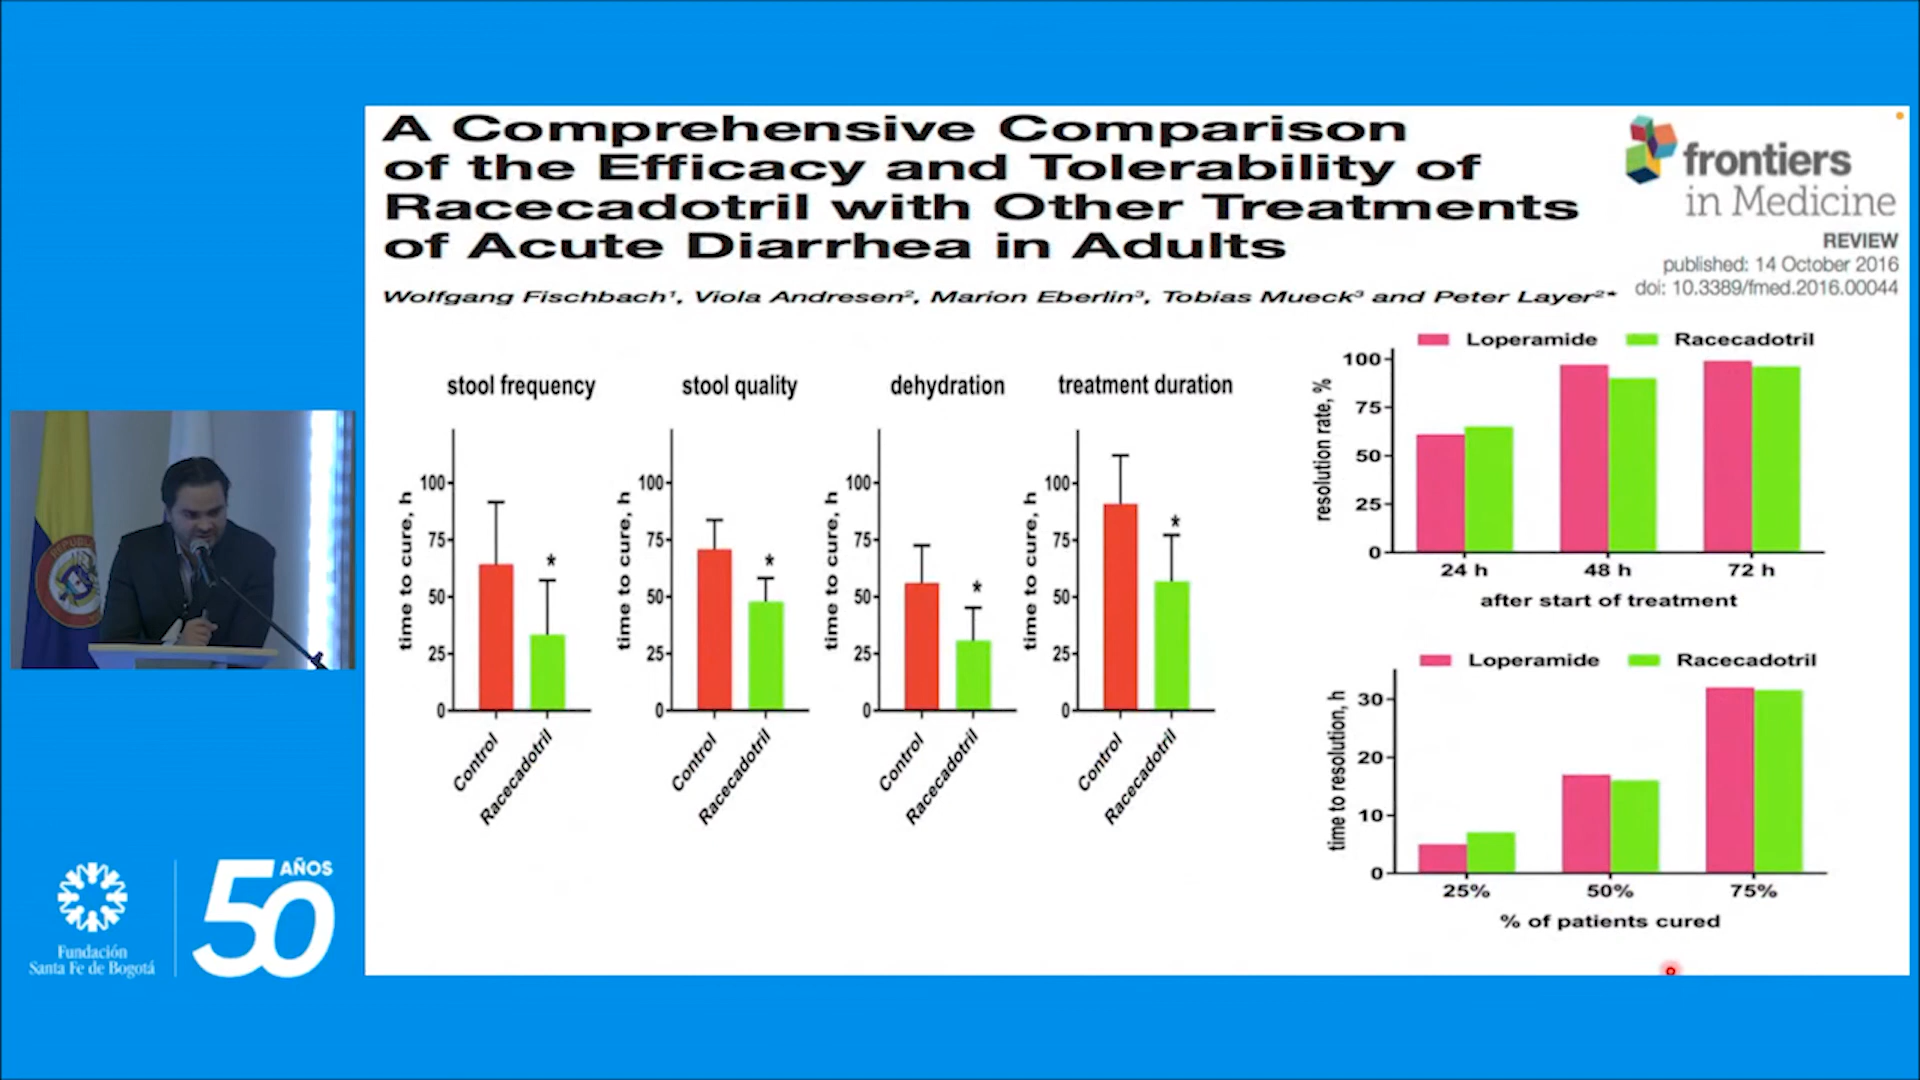 A Comprehensive Comparison
of the Efficacy and Tolerability of
Racecadotril with Other Treatments
of Acute Diarrhea in Adults
Wolfgang Fischbach¹, Viola Andresen², Marion Eberlin³, Tobias Mueck³ and Peter Layer²*
frontiers
in Medicine
REVIEW
published: 14 October 2016
doi: 10.3389/fmed.2016.00044
stool frequency
time to cure, h
100
75
50
25
0
*
Control
Racecadotril
stool quality
time to cure, h
100
75
50
25
0
*
Control
Racecadotril
dehydration
time to cure, h
100
75
50
25
0
*
Control
Racecadotril
treatment duration
time to cure, h
100
75
50
25
0
*
Control
Racecadotril
Loperamide Racecadotril
resolution rate, %
100
75
50
25
0
24 h 48 h 72 h
after start of treatment
Loperamide Racecadotril
time to resolution, h
30
20
10
0
25% 50% 75%
% of patients cured
Fundación
Santa Fe de Bogotá
50 AÑOS